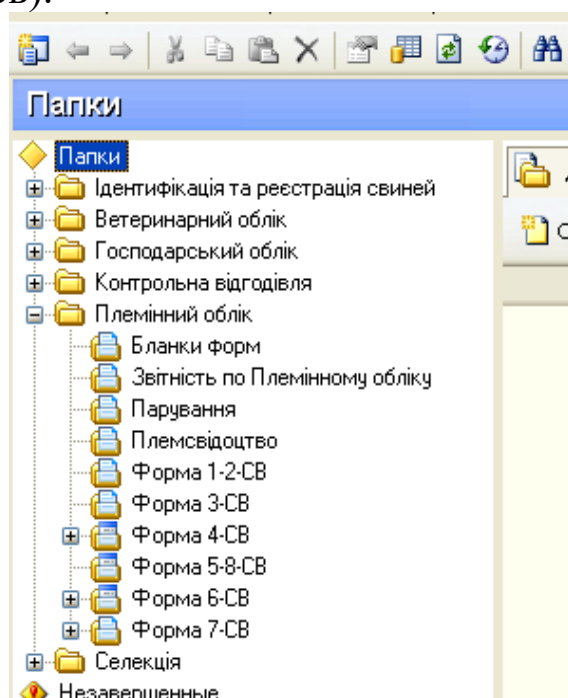 Папки
Папки
Ідентифікація та реєстрація свиней
Ветеринарний облік
Господарський облік
Контрольна відгодівля
Племінний облік
Бланки форм
Звітність по Племінному обліку
Парування
Племсвідоцтво
Форма 1-2-СВ
Форма 3-СВ
Форма 4-СВ
Форма 5-8-СВ
Форма 6-СВ
Форма 7-СВ
Селекція
Незавершенные